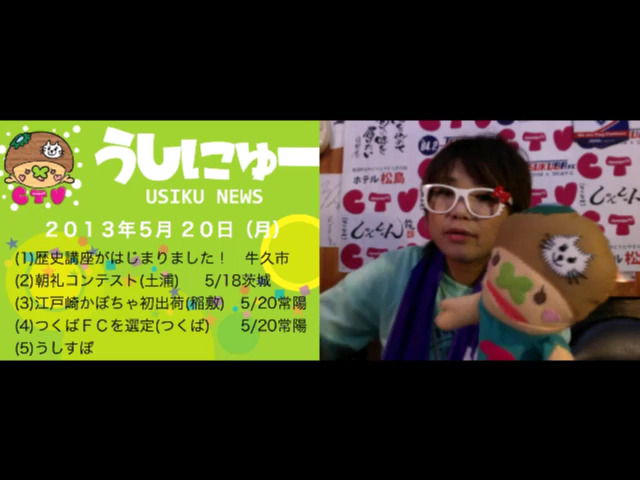 うしにゅー
USIKU NEWS
CTV
2013年5月20日(月)
(1)歴史講座がはじまりました! 牛久市
(2)朝礼コンテスト(土浦) 5/18茨城
(3)江戸崎かぼちゃ初出荷(稲敷) 5/20常陽
(4)つくばFCを選定(つくば) 5/20常陽
(5)うしすぽ
CTV
ホテル松島